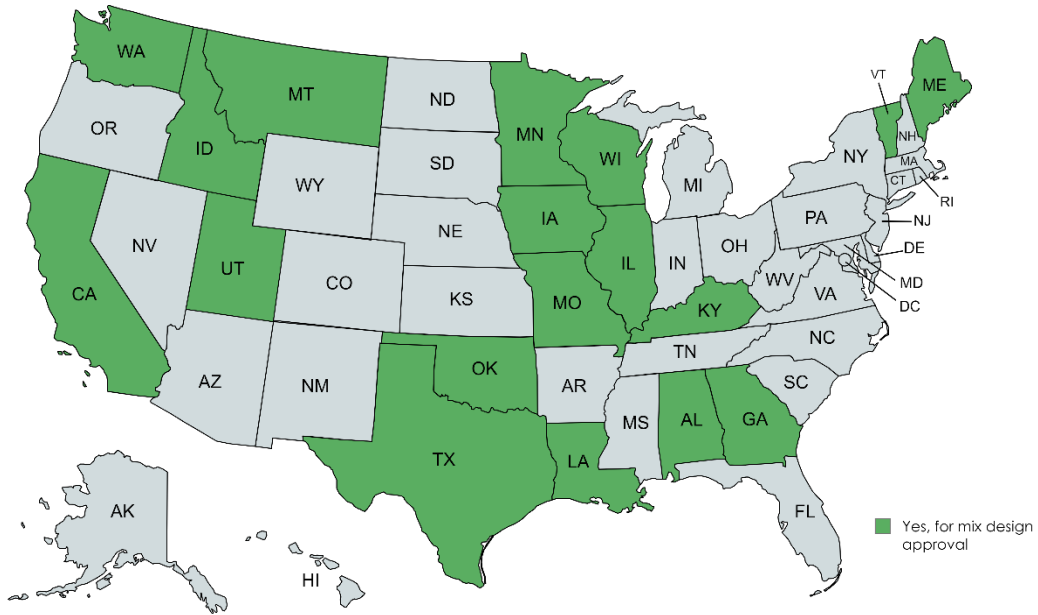 WA
MT
ND
MN
VT
ME
OR
ID
SD
WI
NY
NH
MA
WY
MI
CT
RI
IA
PA
NJ
NE
NV
UT
IL
IN
OH
DE
CA
CO
MO
WV
MD
KS
KY
VA
DC
TN
NC
AZ
NM
OK
AR
SC
MS
AL
GA
TX
LA
AK
FL
Yes, for mix design
approval
HI